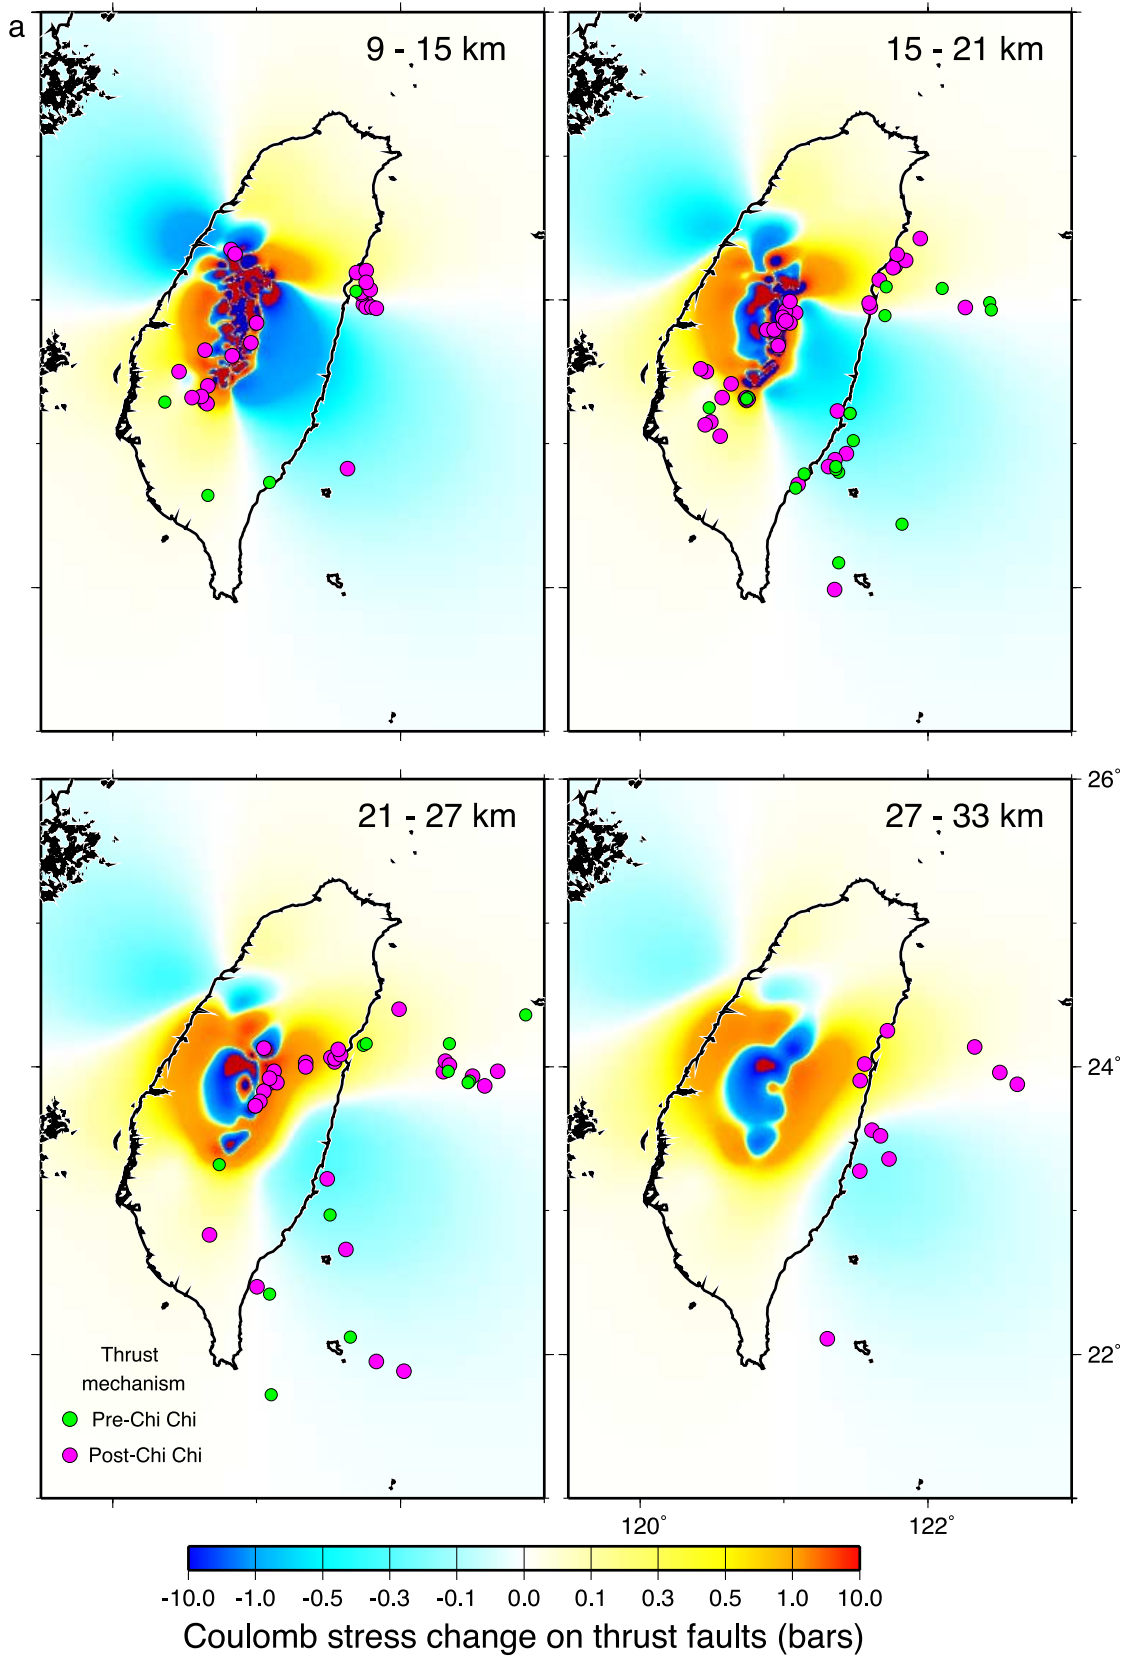 a
9 - 15 km
15 - 21 km
21 - 27 km
27 - 33 km
26°
24°
22°
Thrust
mechanism
Pre-Chi Chi
Post-Chi Chi
120°
122°
-10.0 -1.0 -0.5 -0.3 -0.1 0.0 0.1 0.3 0.5 1.0 10.0
Coulomb stress change on thrust faults (bars)